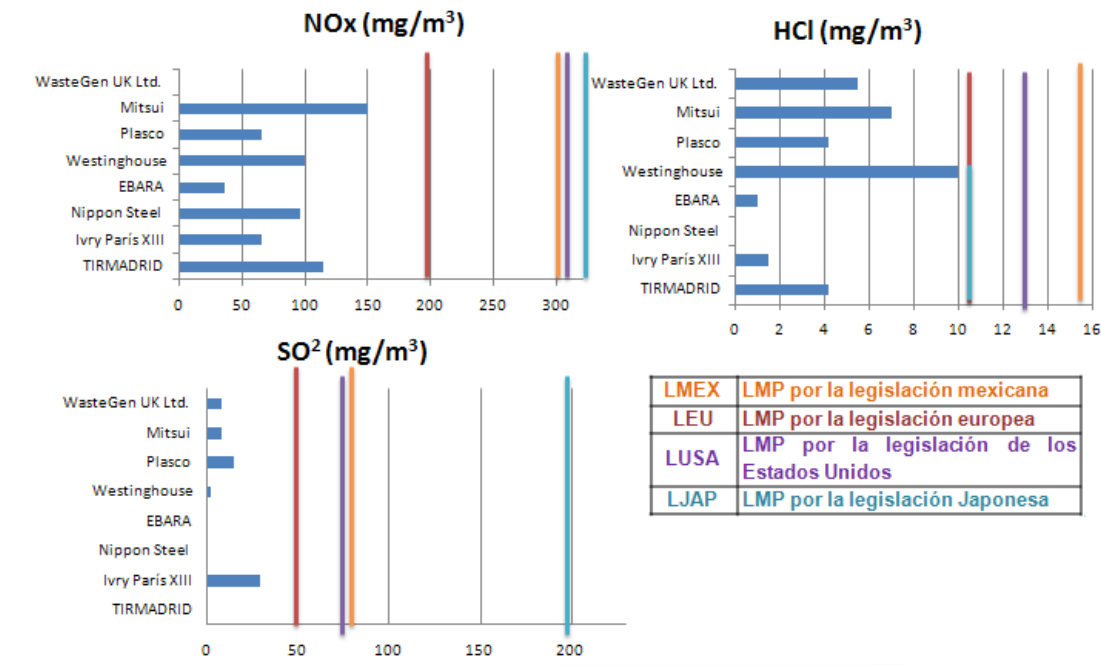 NOx (mg/m³)
WasteGen UK Ltd.
Mitsui
Plasco
Westinghouse
EBARA
Nippon Steel
Ivry París XIII
TIRMADRID
0 50 100 150 200 250 300
HCl (mg/m³)
WasteGen UK Ltd.
Mitsui
Plasco
Westinghouse
EBARA
Nippon Steel
Ivry París XIII
TIRMADRID
0 2 4 6 8 10 12 14 16
SO² (mg/m³)
WasteGen UK Ltd.
Mitsui
Plasco
Westinghouse
EBARA
Nippon Steel
Ivry París XIII
TIRMADRID
0 50 100 150 200
LMEX LMP por la legislación mexicana
LEU LMP por la legislación europea
LUSA LMP por la legislación de los
Estados Unidos
LJAP LMP por la legislación Japonesa